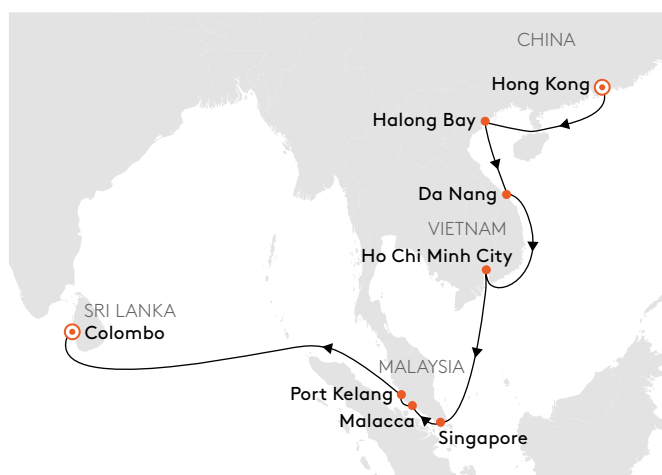 CHINA
Hong Kong
Halong Bay
Da Nang
VIETNAM
Ho Chi Minh City
SRI LANKA
Colombo
MALAYSIA
Port Kelang
Malacca
Singapore